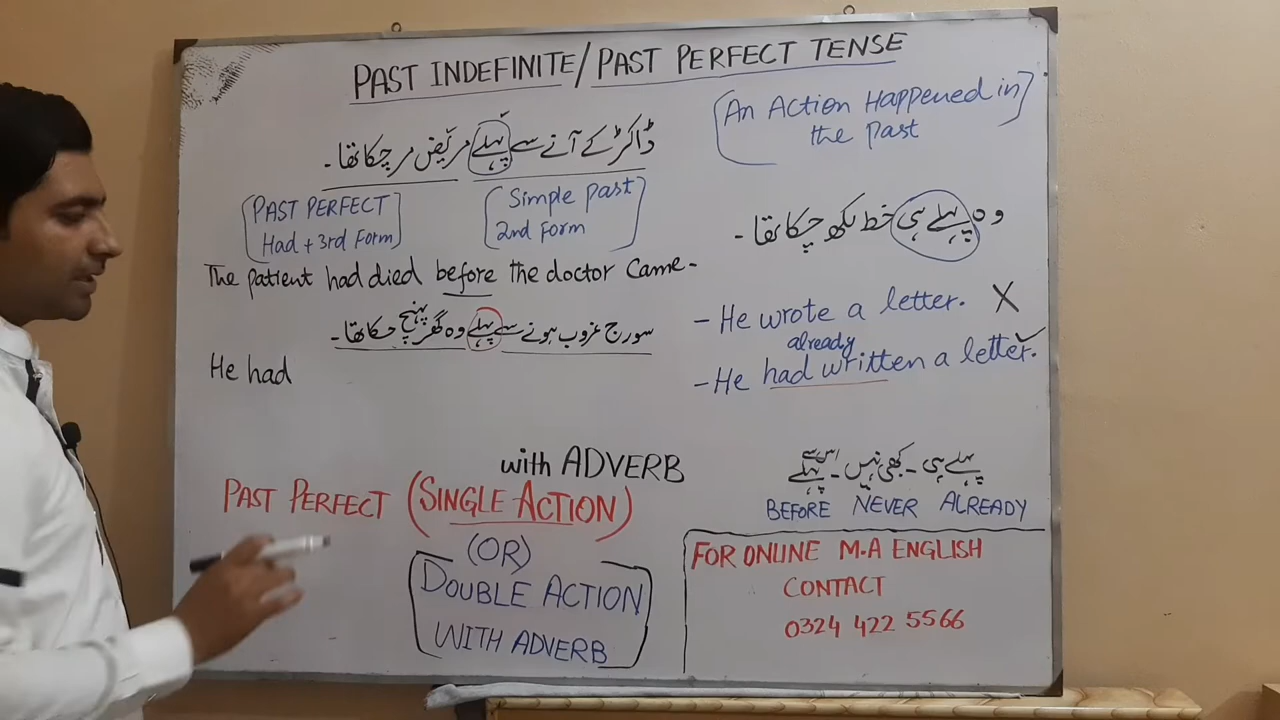 PAST INDEFINITE/PAST PERFECT TENSE
ڈاکٹر کے آنے سے پہلے مریض مر چکا تھا۔
[PAST PERFECT
Had + 3rd Form]
[Simple Past
2nd Form]
The patient had died before the doctor came-
سورج غروب ہونے سے پہلے وہ گھر پہنچ چکا تھا۔
He had
[An Action Happened in
the past]
وہ پہلے ہی خط لکھ چکا تھا۔
- He wrote a letter. X
already
- He had written a letter. ✓
with ADVERB
PAST PERFECT (SINGLE ACTION)
(OR)
[DOUBLE ACTION
WITH ADVERB]
پہلے ہی - کبھی نہیں - اس سے پہلے
BEFORE NEVER ALREADY
FOR ONLINE M.A ENGLISH
CONTACT
0324 422 5566